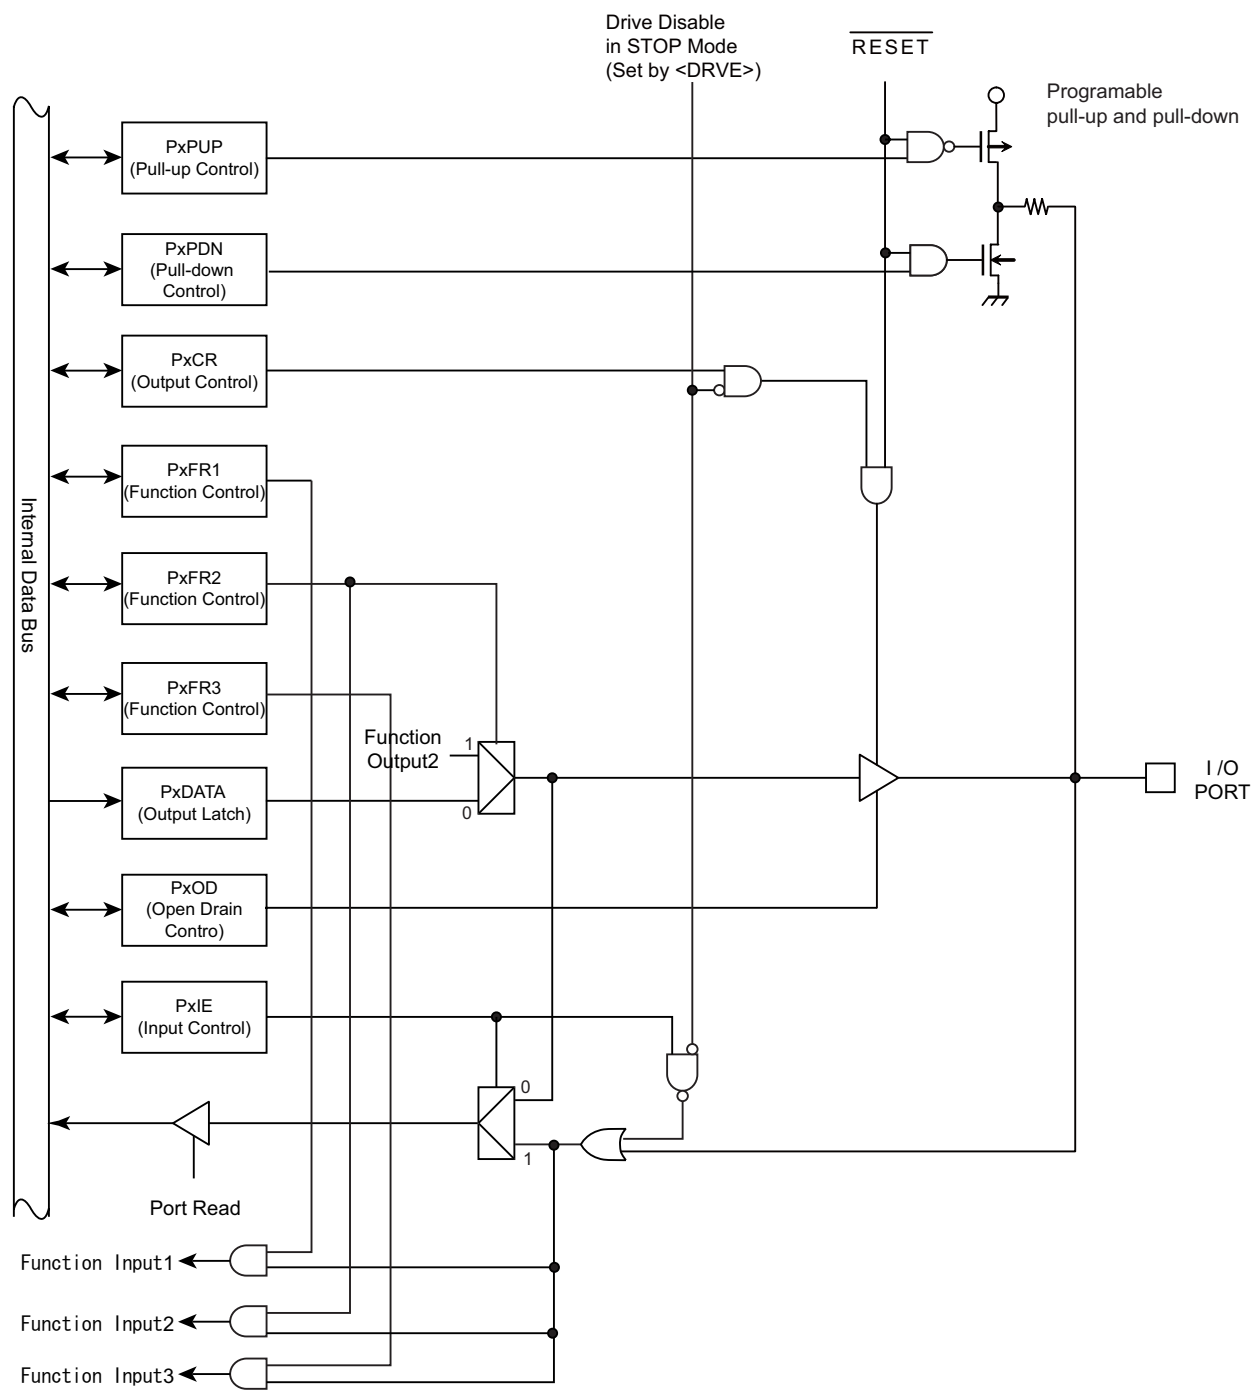 Drive Disable
in STOP Mode
(Set by <DRVE>)
RESET
Programable
pull-up and pull-down
PxPUP
(Pull-up Control)
PxPDN
(Pull-down
Control)
PxCR
(Output Control)
PxFR1
(Function Control)
Internal Data Bus
PxFR2
(Function Control)
PxFR3
(Function Control)
Function
Output2
1
0
PxDATA
(Output Latch)
I /O
PORT
PxOD
(Open Drain
Contro)
PxIE
(Input Control)
0
1
Port Read
Function Input1
Function Input2
Function Input3